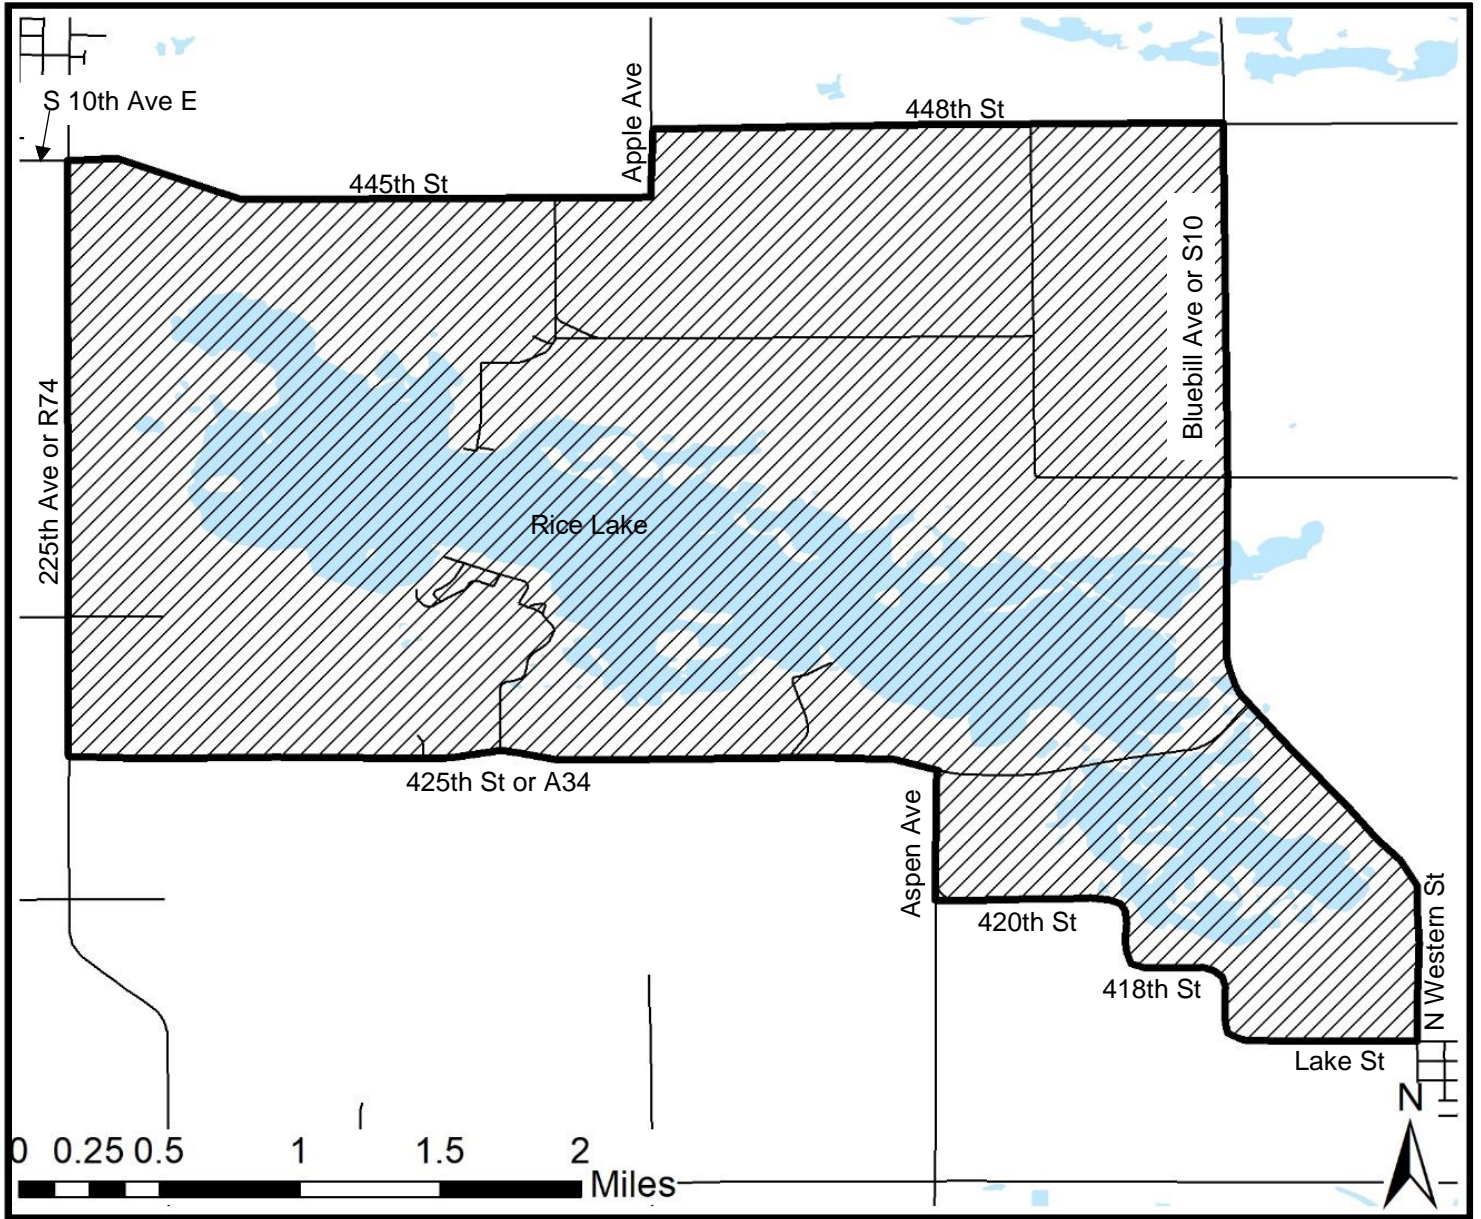 S 10th Ave E
Apple Ave
448th St
445th St
Bluebill Ave or S10
225th Ave or R74
Rice Lake
425th St or A34
Aspen Ave
420th St
N Western St
418th St
Lake St
N
0 0.25 0.5 1 1.5 2
Miles